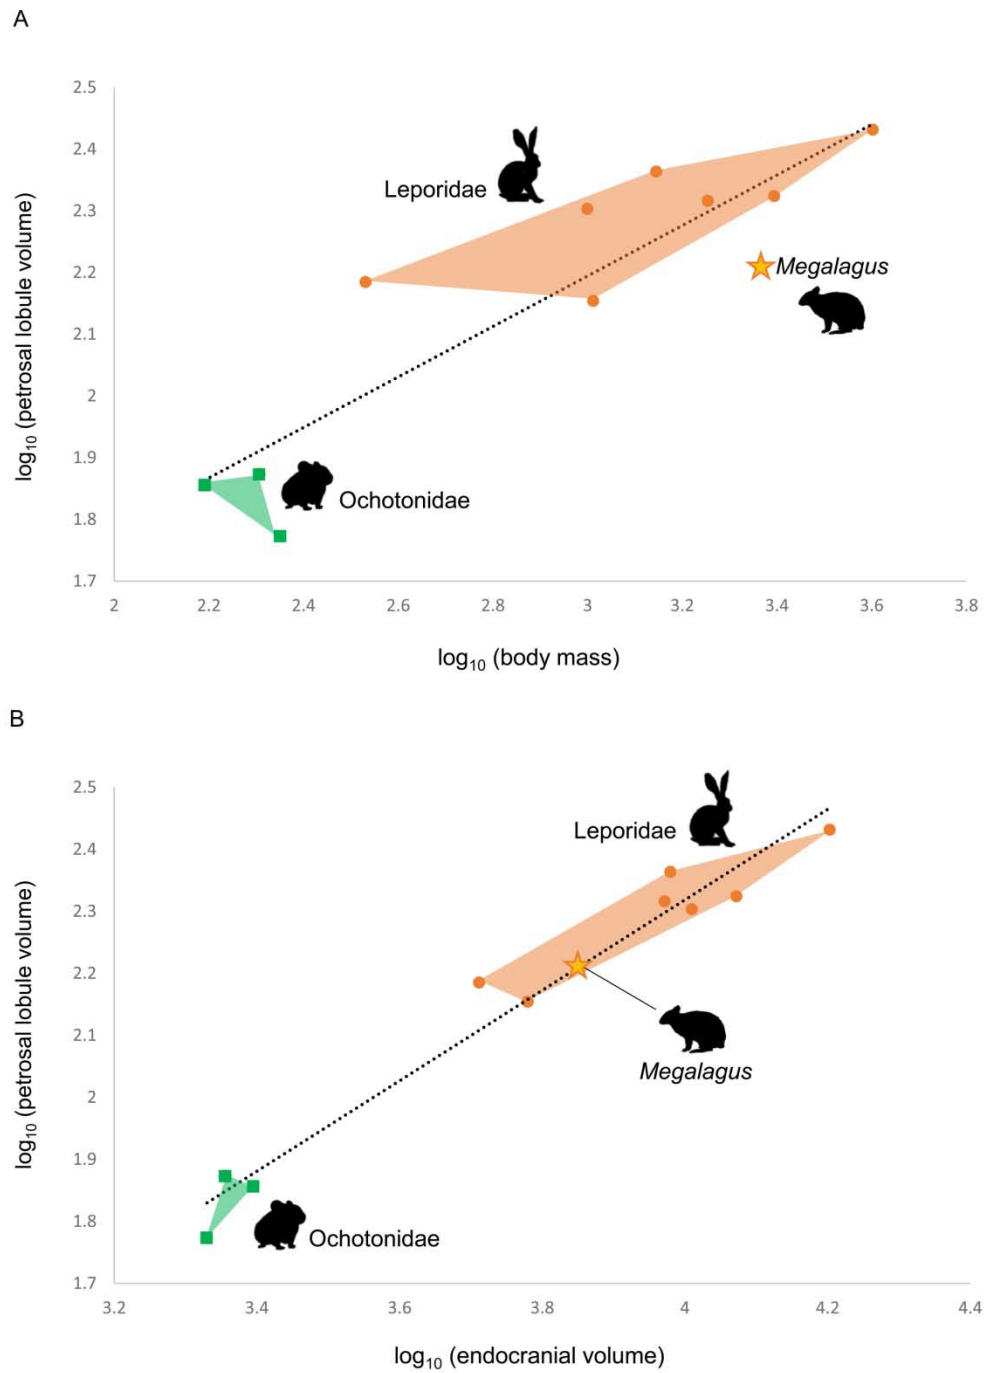 A
2.5
2.4
2.3
2.2
2.1
2
1.9
1.8
1.7
log10 (petrosal lobule volume)
Leporidae
Megalagus
Ochotonidae
2 2.2 2.4 2.6 2.8 3 3.2 3.4 3.6 3.8
log10 (body mass)
B
2.5
2.4
2.3
2.2
2.1
2
1.9
1.8
1.7
log10 (petrosal lobule volume)
Leporidae
Megalagus
Ochotonidae
3.2 3.4 3.6 3.8 4 4.2 4.4
log10 (endocranial volume)